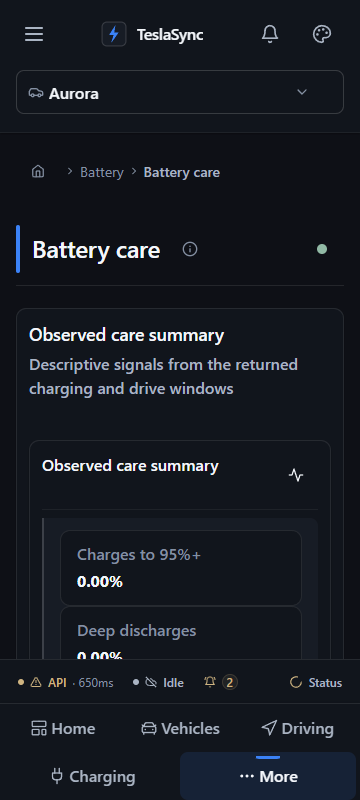 TeslaSync
Aurora
Battery
Battery care
Battery care
Observed care summary
Descriptive signals from the returned
charging and drive windows
Observed care summary
Charges to 95%+
0.00%
Deep discharges
0.00%
API · 650ms
Idle
2
Status
Home
Vehicles
Driving
Charging
More